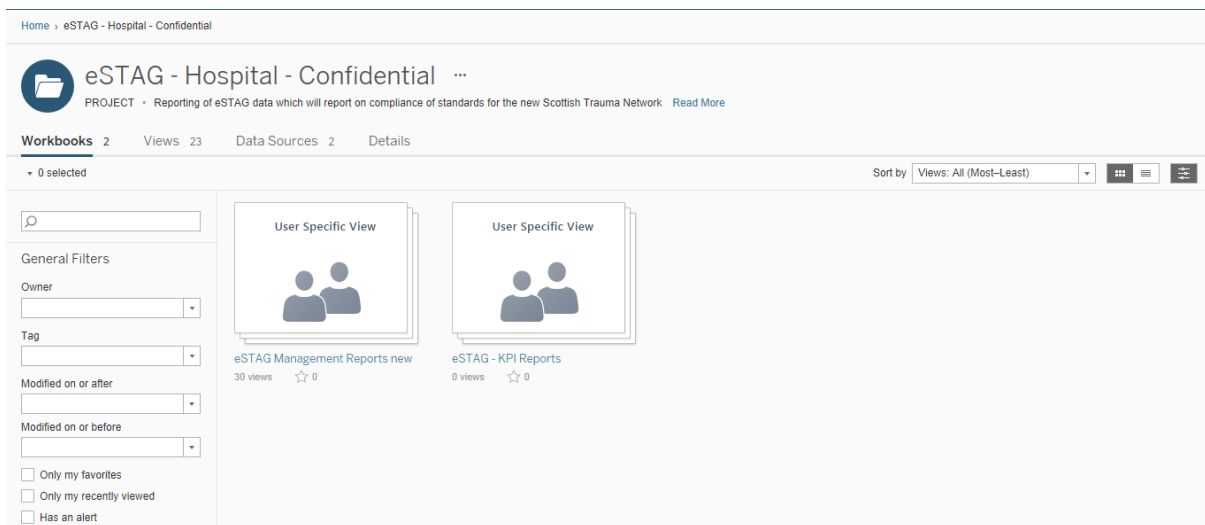 Home › eSTAG - Hospital - Confidential
eSTAG - Hospital - Confidential ···
PROJECT • Reporting of eSTAG data which will report on compliance of standards for the new Scottish Trauma Network Read More
Workbooks 2 Views 23 Data Sources 2 Details
0 selected Sort by Views: All (Most–Least)
General Filters
Owner
Tag
Modified on or after
Modified on or before
Only my favorites
Only my recently viewed
Has an alert
User Specific View
eSTAG Management Reports new
30 views 0
User Specific View
eSTAG - KPI Reports
0 views 0